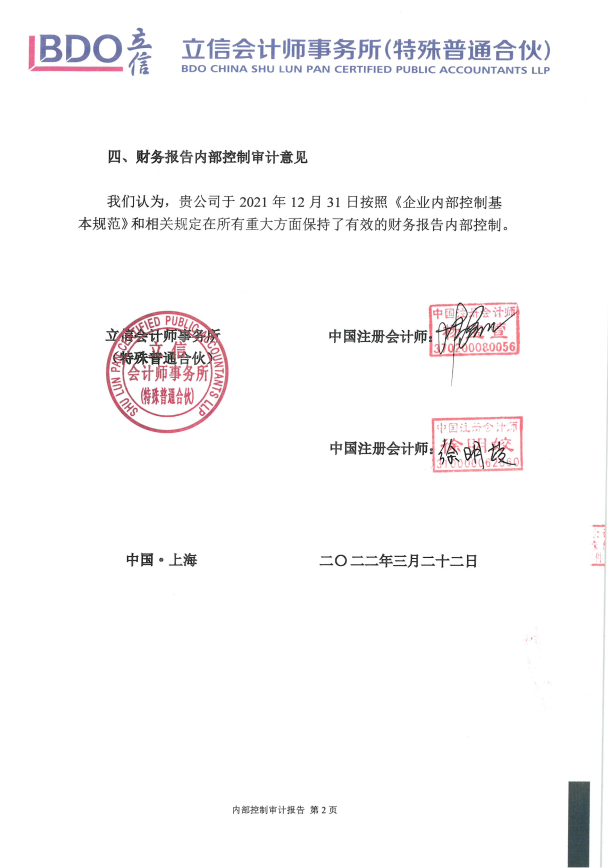 BDO 立信
立信会计师事务所(特殊普通合伙)
BDO CHINA SHU LUN PAN CERTIFIED PUBLIC ACCOUNTANTS LLP
四、财务报告内部控制审计意见
我们认为，贵公司于 2021 年 12 月 31 日按照《企业内部控制基
本规范》和相关规定在所有重大方面保持了有效的财务报告内部控制。
立信会计师事务所
（特殊普通合伙）
SHU LUN PAN CERTIFIED PUBLIC ACCOUNTANTS LLP
立信
会计师事务所
(特殊普通合伙)
中国注册会计师：
中国注册会计师
310700080056
中国注册会计师：
中国注册会计师
徐明皎
中国·上海
二〇二二年三月二十二日
内部控制审计报告 第 2 页